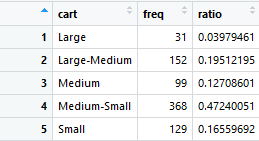 cart freq ratio
1 Large 31 0.03979461
2 Large-Medium 152 0.19512195
3 Medium 99 0.12708601
4 Medium-Small 368 0.47240051
5 Small 129 0.16559692